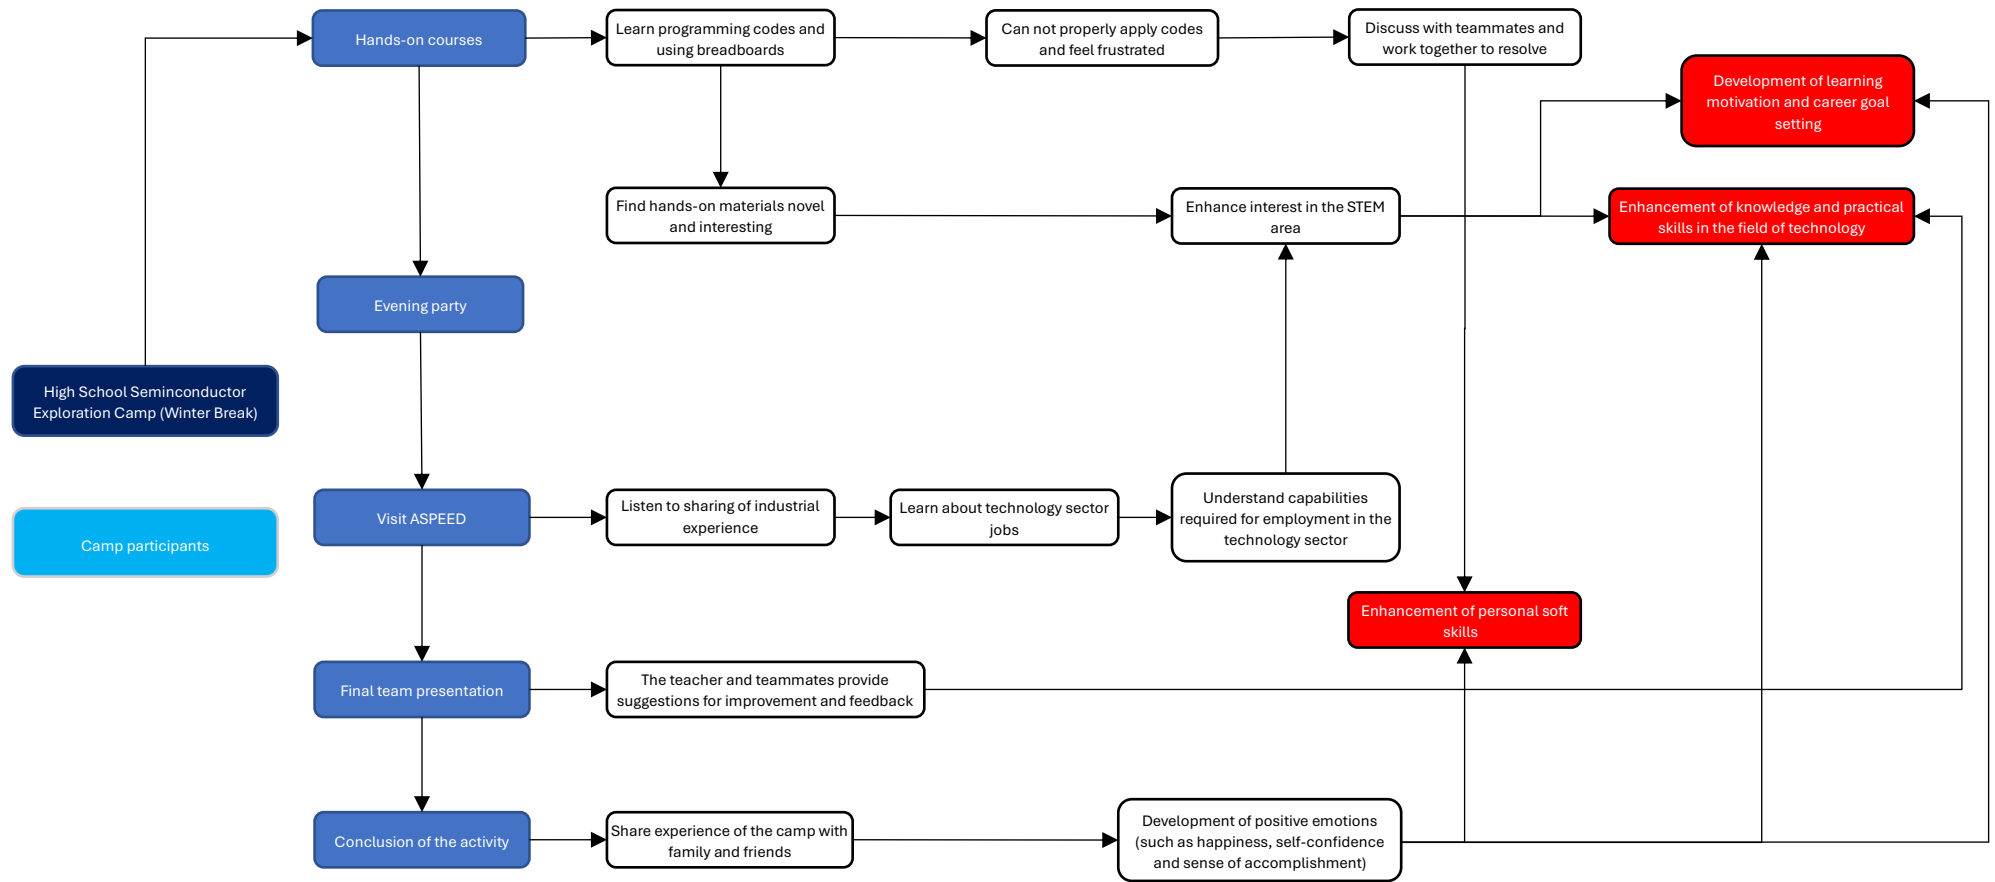 Hands-on courses
Learn programming codes and
using breadboards
Can not properly apply codes
and feel frustrated
Discuss with teammates and
work together to resolve
Development of learning
motivation and career goal
setting
Find hands-on materials novel
and interesting
Enhance interest in the STEM
area
Enhancement of knowledge and practical
skills in the field of technology
Evening party
High School Seminconductor
Exploration Camp (Winter Break)
Camp participants
Visit ASPEED
Listen to sharing of industrial
experience
Learn about technology sector
jobs
Understand capabilities
required for employment in the
technology sector
Enhancement of personal soft
skills
Final team presentation
The teacher and teammates provide
suggestions for improvement and feedback
Conclusion of the activity
Share experience of the camp with
family and friends
Development of positive emotions
(such as happiness, self-confidence
and sense of accomplishment)